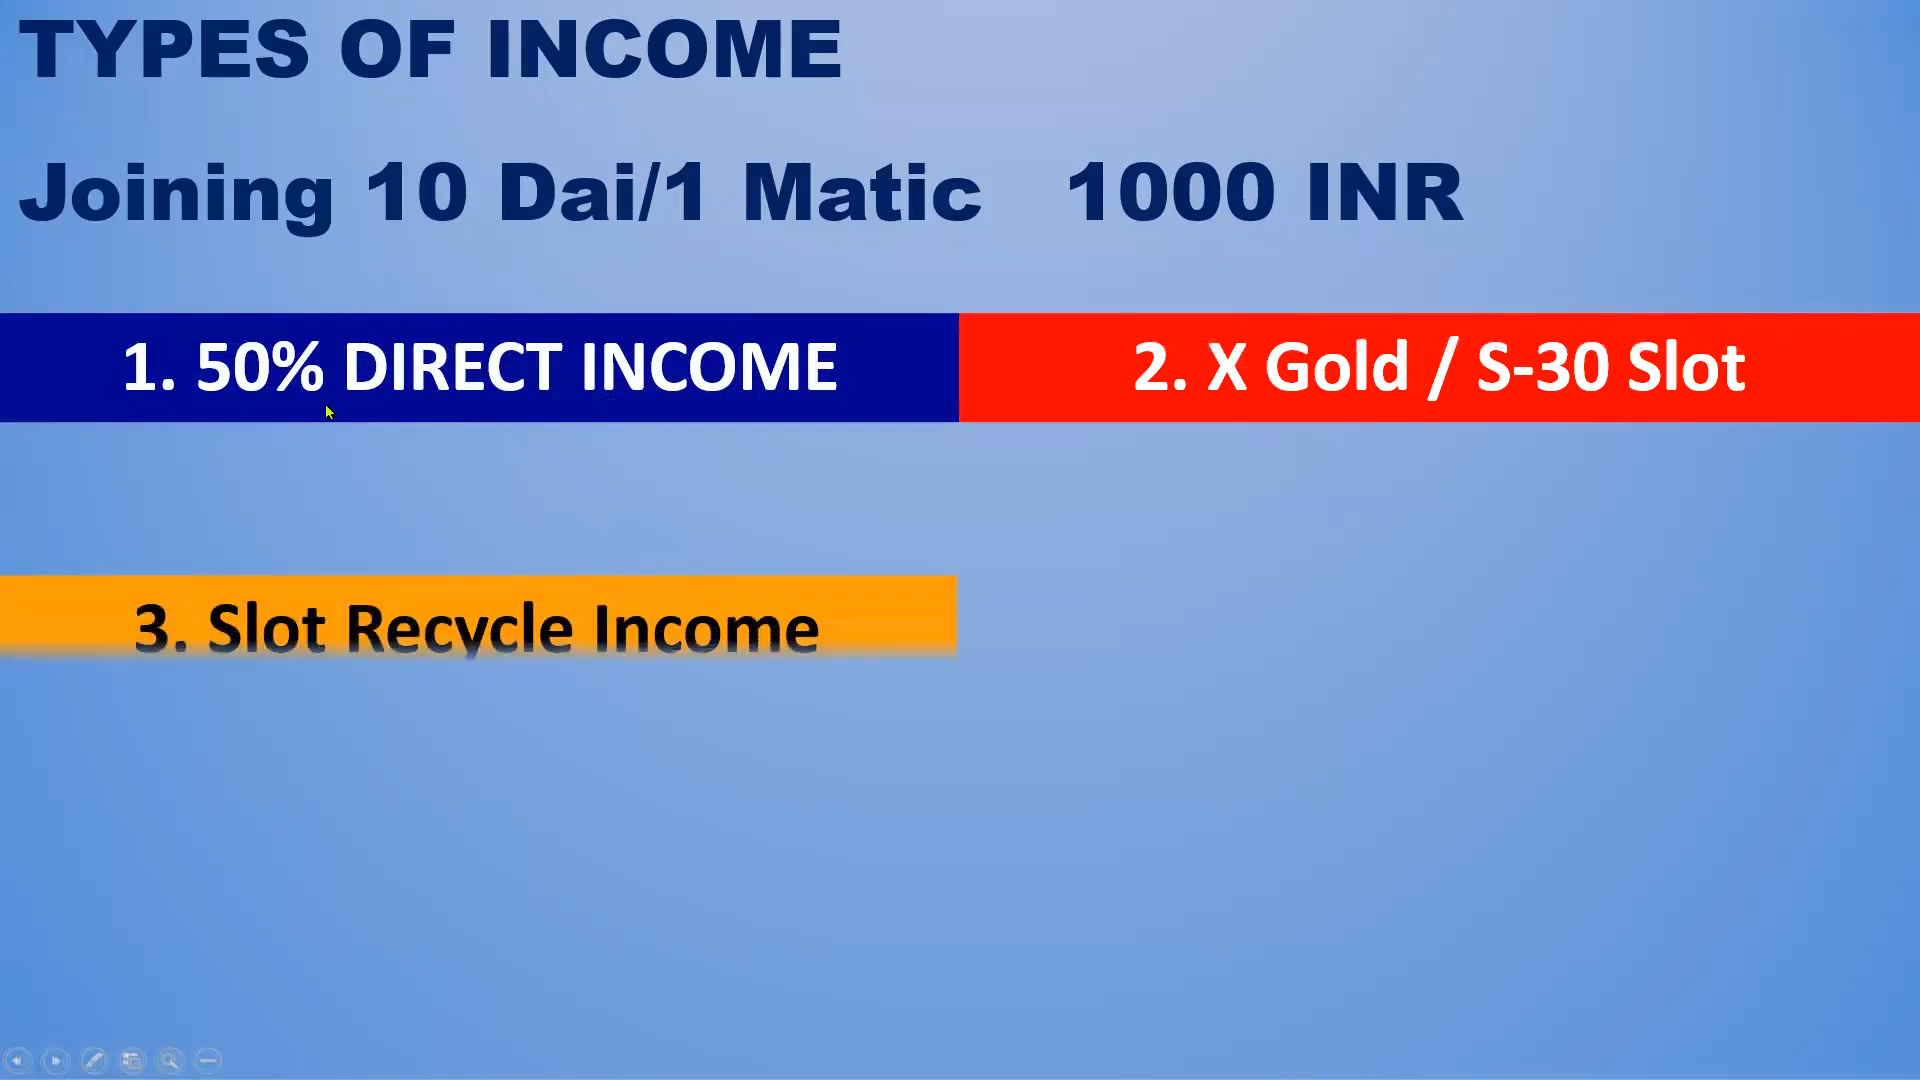 TYPES OF INCOME
Joining 10 Dai/1 Matic 1000 INR
1. 50% DIRECT INCOME
2. X Gold / S-30 Slot
3. Slot Recycle Income